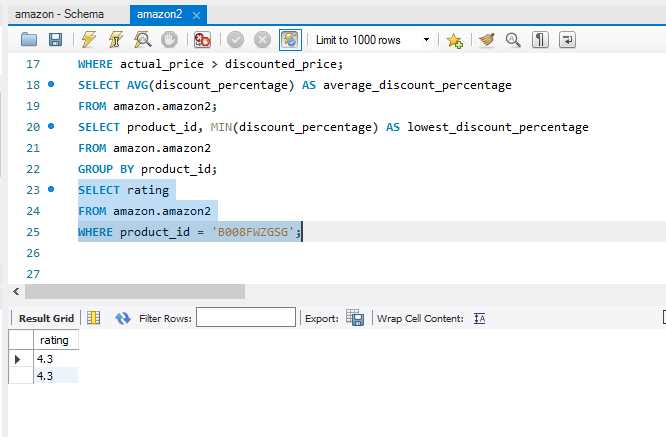 amazon - Schema amazon2
Limit to 1000 rows
17 WHERE actual_price > discounted_price;
18 SELECT AVG(discount_percentage) AS average_discount_percentage
19 FROM amazon.amazon2;
20 SELECT product_id, MIN(discount_percentage) AS lowest_discount_percentage
21 FROM amazon.amazon2
22 GROUP BY product_id;
23 SELECT rating
24 FROM amazon.amazon2
25 WHERE product_id = 'B008FWZGSG';
26
27
Result Grid Filter Rows: Export: Wrap Cell Content:
rating
4.3
4.3